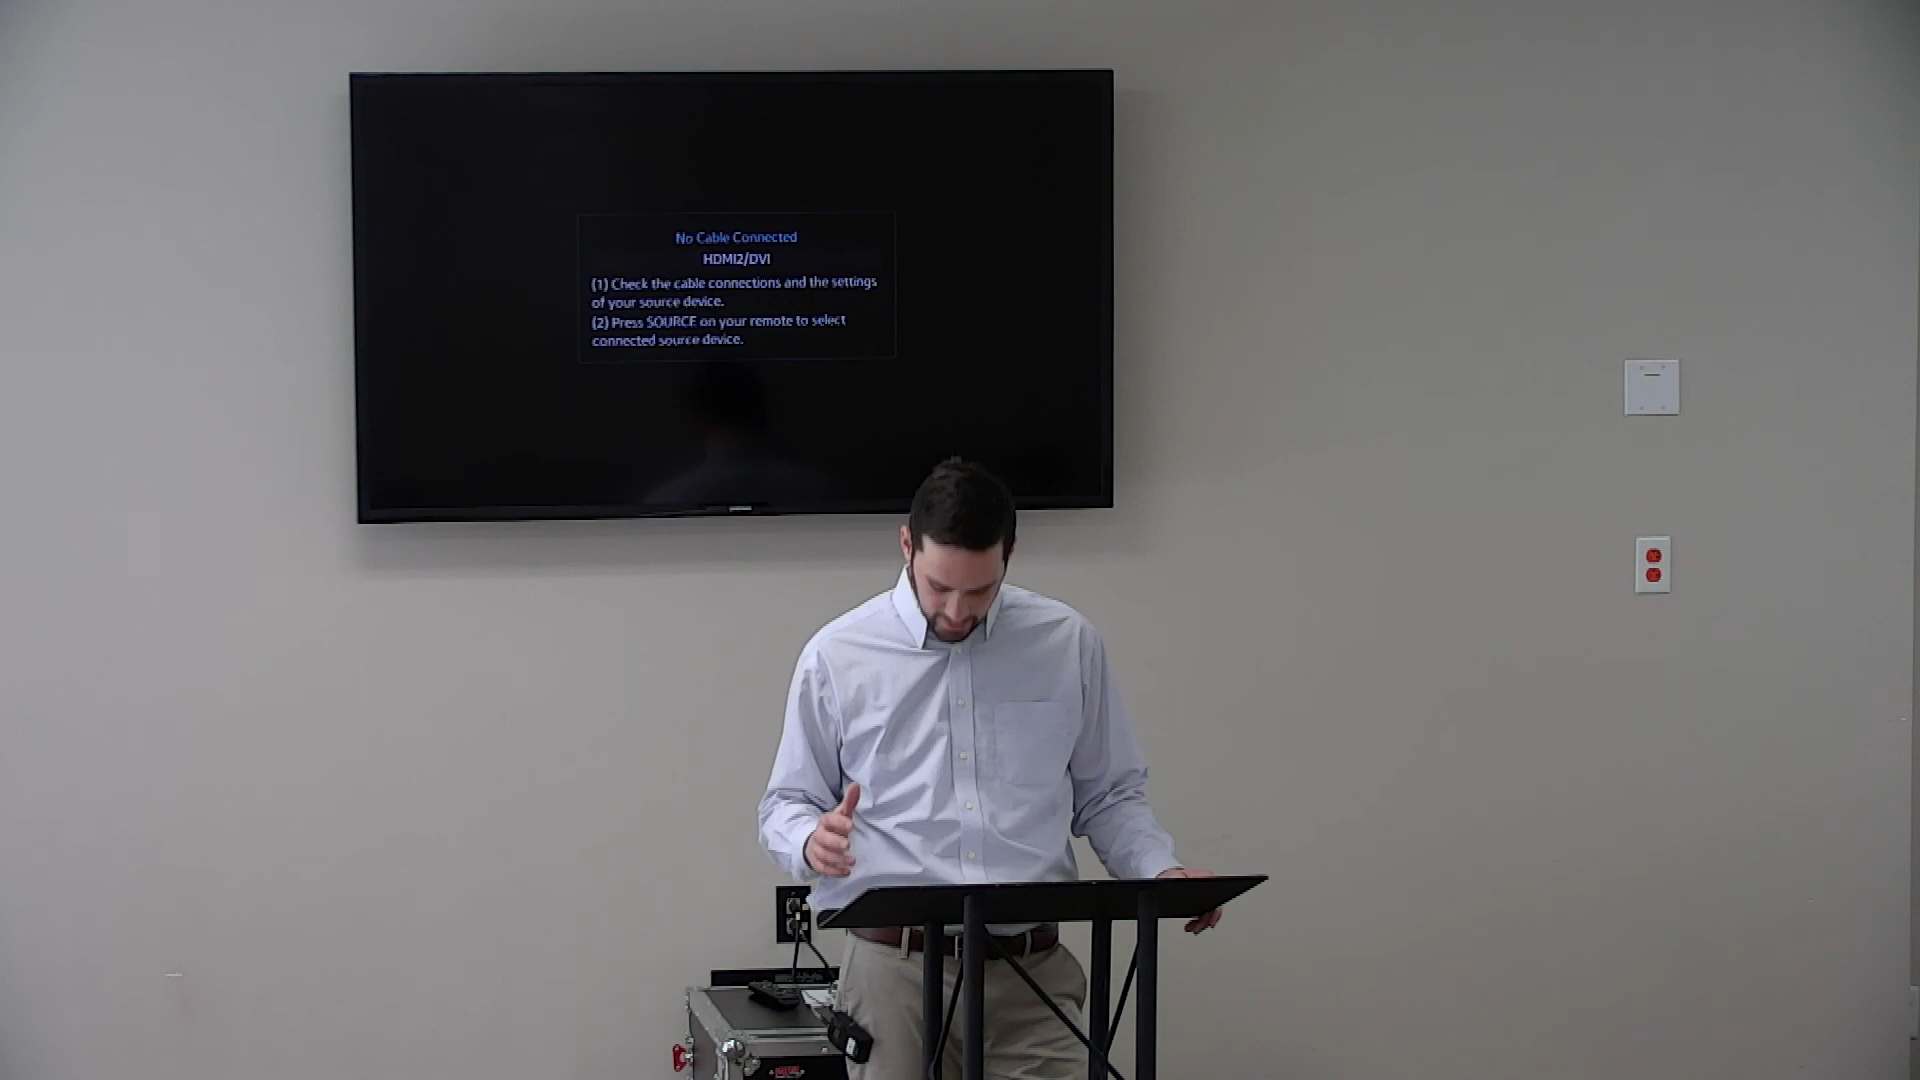 No Cable Connected
HDMI2/DVI
(1) Check the cable connections and the settings
of your source device.
(2) Press SOURCE on your remote to select
connected source device.